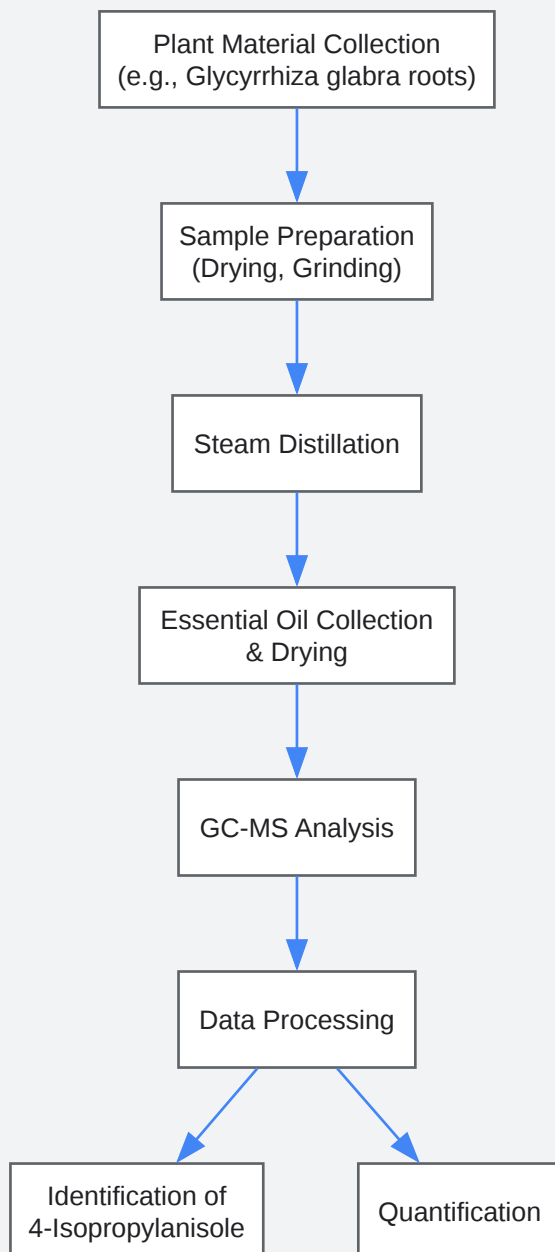 Plant Material Collection
(e.g., Glycyrrhiza glabra roots)
Sample Preparation
(Drying, Grinding)
Steam Distillation
Essential Oil Collection
& Drying
GC-MS Analysis
Data Processing
Identification of
4-Isopropylanisole
Quantification